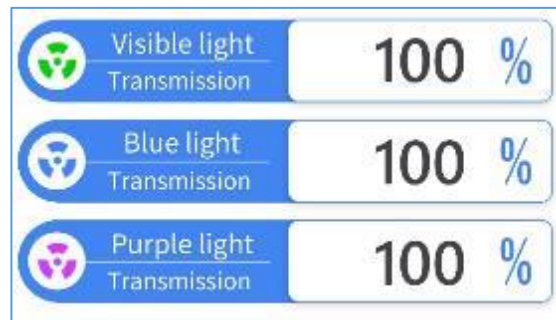 Visible light
Transmission
100 %
Blue light
Transmission
100 %
Purple light
Transmission
100 %